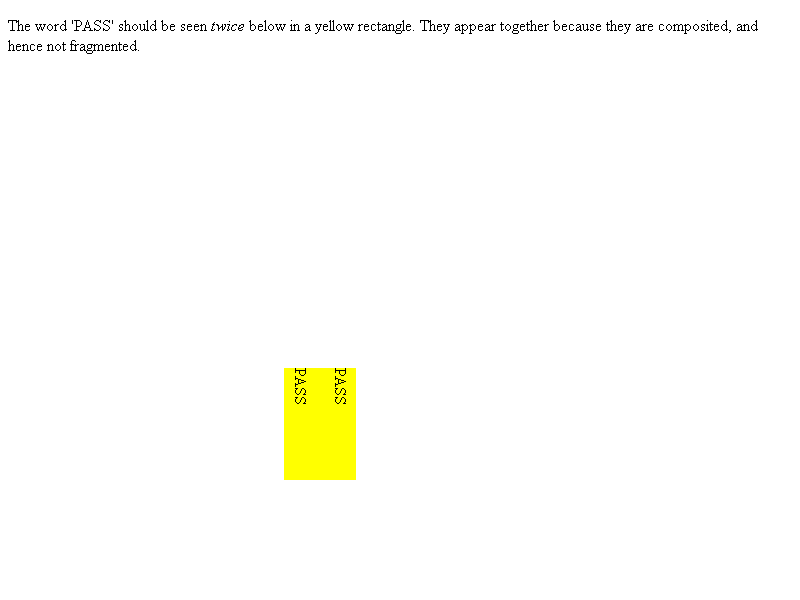 The word 'PASS' should be seen twice below in a yellow rectangle. They appear together because they are composited, and
hence not fragmented.
PASS
PASS